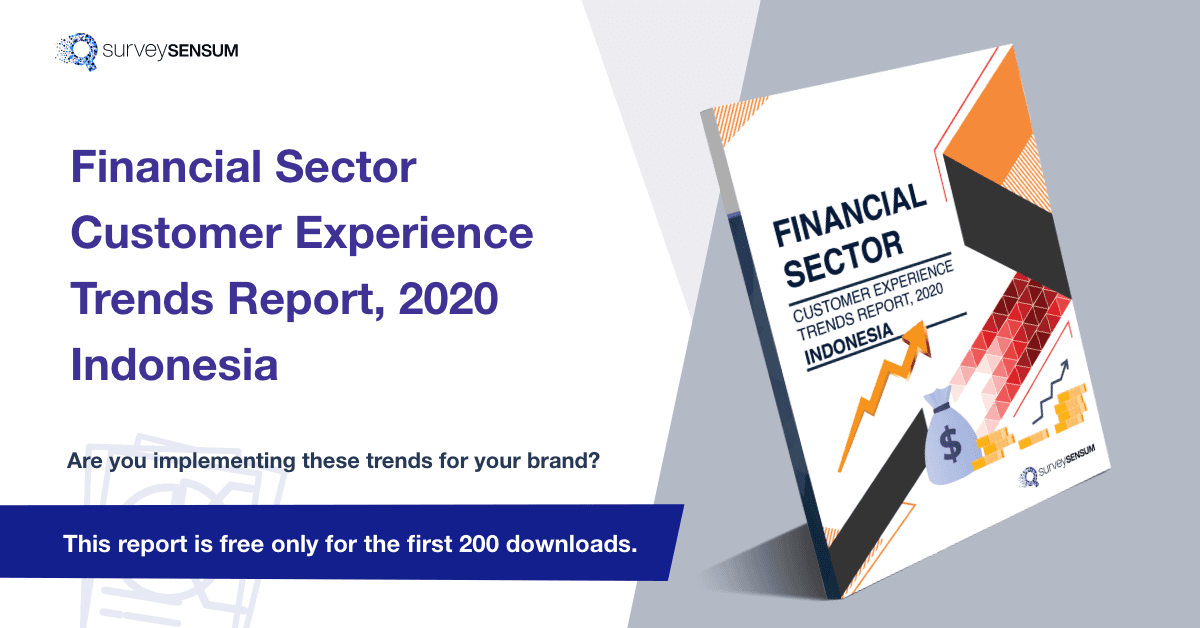 surveySENSUM
Financial Sector
Customer Experience
Trends Report, 2020
Indonesia
Are you implementing these trends for your brand?
This report is free only for the first 200 downloads.
FINANCIAL
SECTOR
CUSTOMER EXPERIENCE
TRENDS REPORT, 2020
INDONESIA
$
surveySENSUM